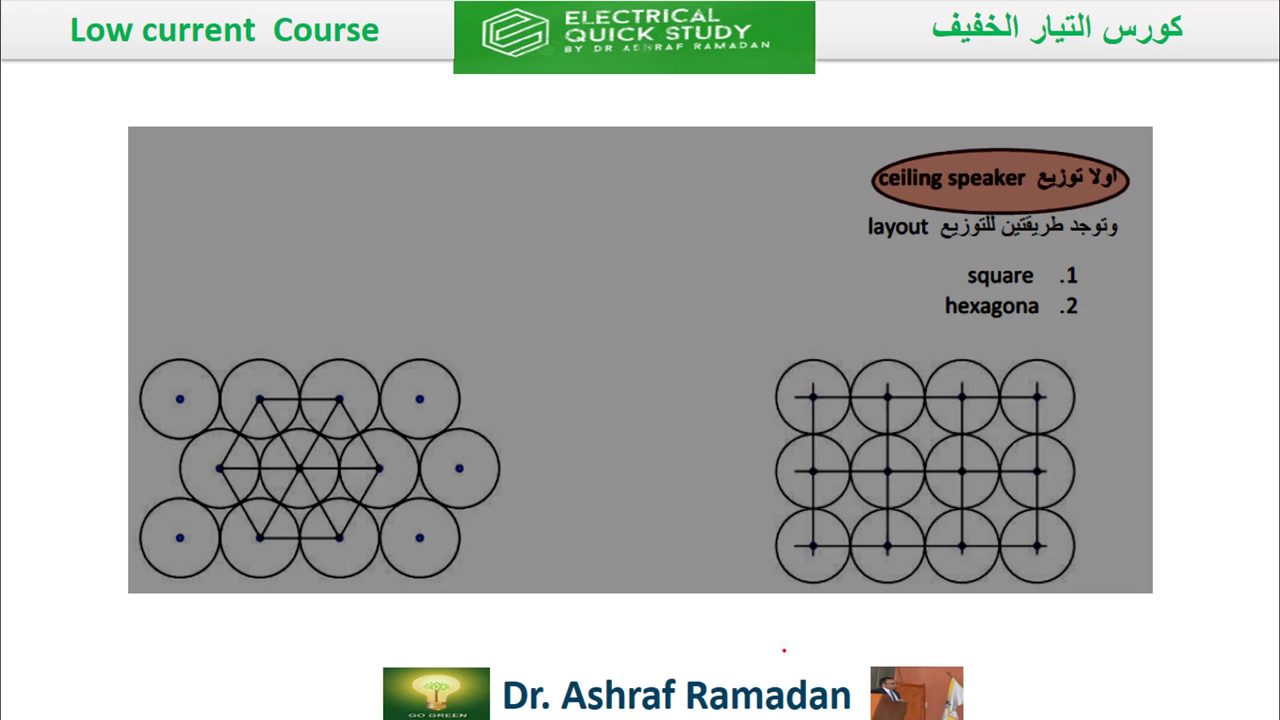 Low current Course
ELECTRICAL
QUICK STUDY
BY DR ASHRAF RAMADAN
كورس التيار الخفيف
اولا توزيع ceiling speaker
وتوجد طريقتين للتوزيع layout
1. square
2. hexagona
GO GREEN
Dr. Ashraf Ramadan